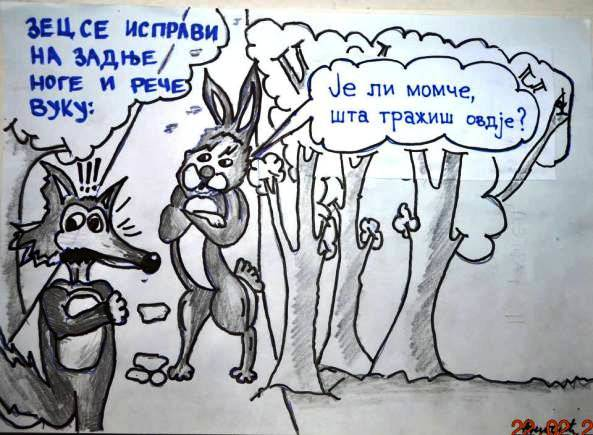 ЗЕЦ СЕ ИСПРАВИ
НА ЗАДЊЕ
НОГЕ И РЕЧЕ
ВУКУ:
Је ли момче,
шта тражиш овдје?
!!!